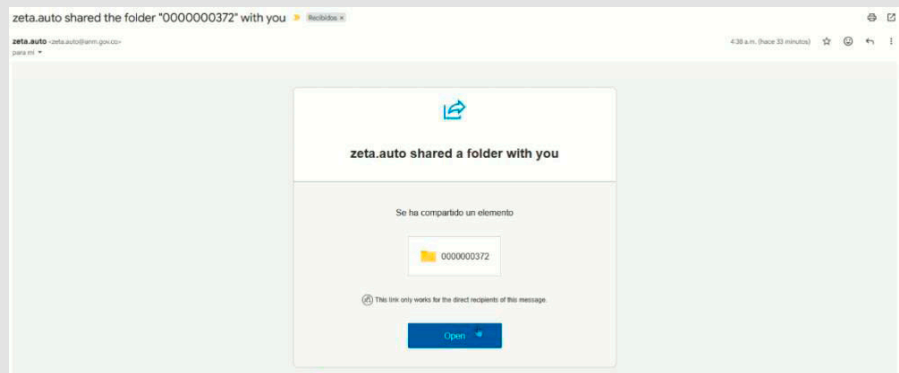 zeta.auto shared the folder "0000000372" with you Recibidos x
zeta.auto <zeta.auto@anm.gov.co>
4:38 a.m. (hace 33 minutos)
para mí
zeta.auto shared a folder with you
Se ha compartido un elemento
0000000372
This link only works for the direct recipients of this message.
Open